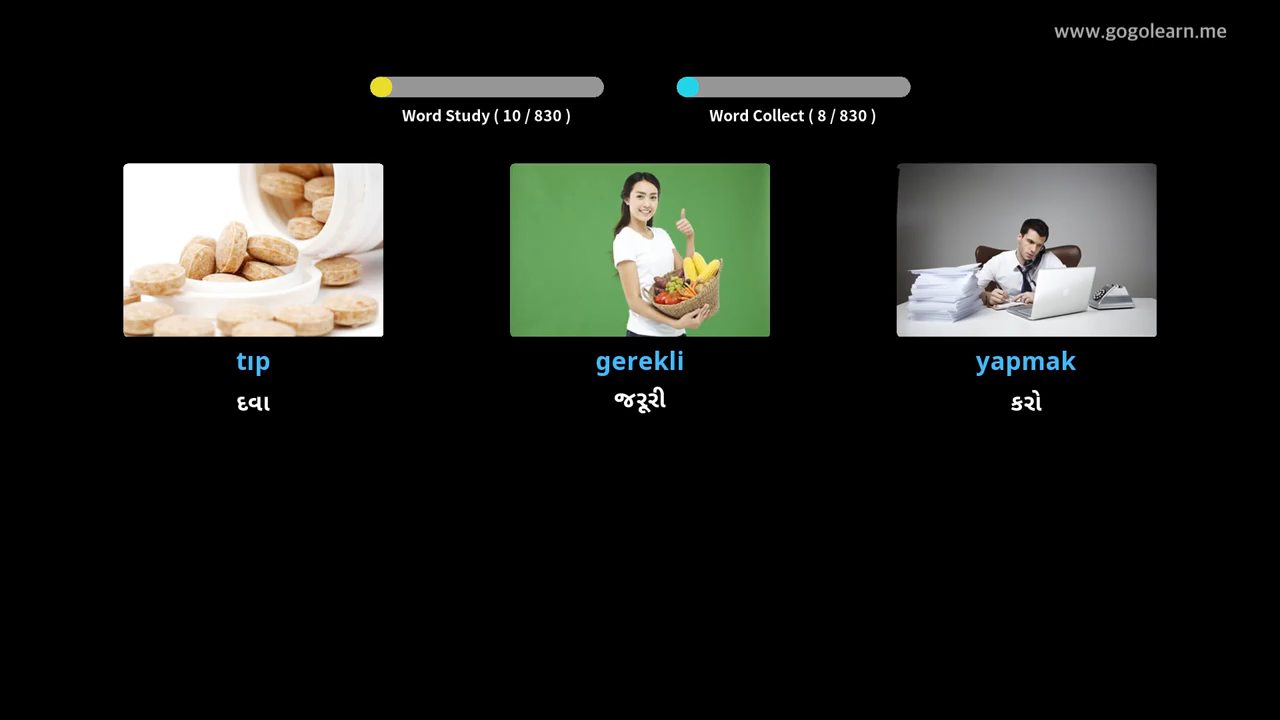 www.gogolearn.me
Word Study ( 10 / 830 )
Word Collect ( 8 / 830 )
tıp
gerekli
yapmak
દવા
જરૂરી
કરો